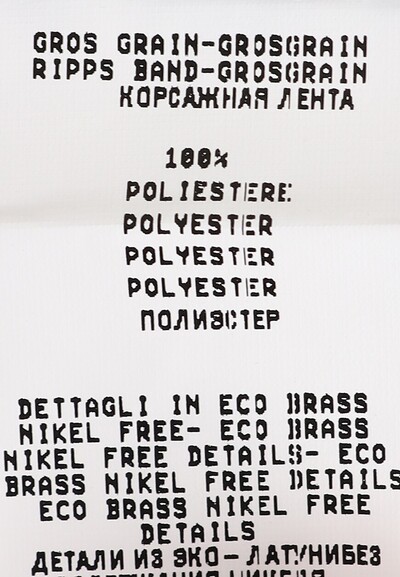 GROS GRAIN-GROSGRAIN
RIPPS BAND-GROSGRAIN
КОРСАЖНАЯ ЛЕНТА
100%
POLIESTERE
POLYESTER
POLYESTER
POLYESTER
ПОЛИЭСТЕР
DETTAGLI IN ECO BRASS
NIKEL FREE- ECO BRASS
NIKEL FREE DETAILS- ECO
BRASS NIKEL FREE DETAILS
ECO BRASS NIKEL FREE
DETAILS
ДЕТАЛИ ИЗ ЭКО-ЛАТУНИБЕЗ